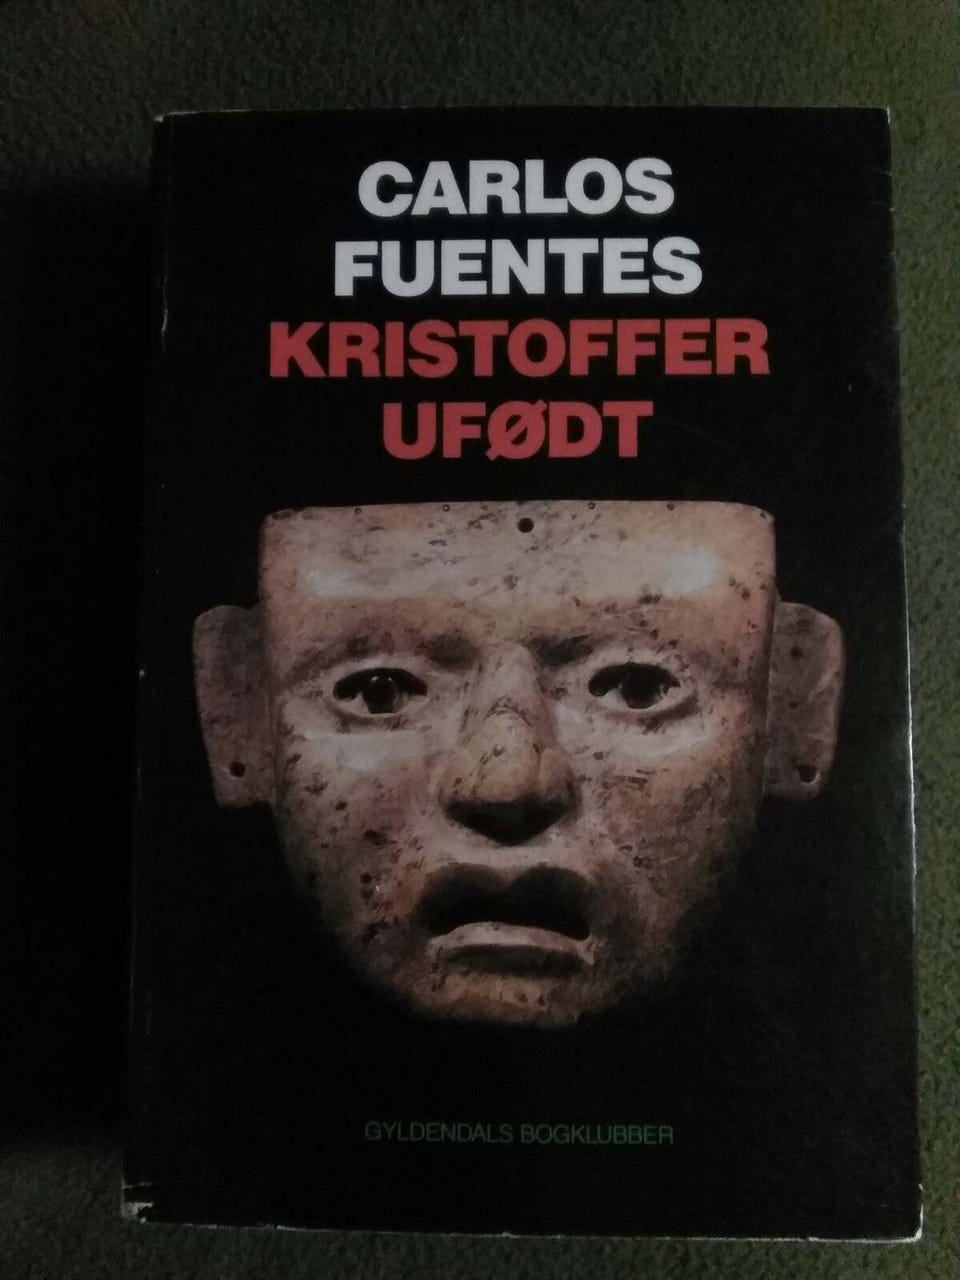 CARLOS
FUENTES
KRISTOFFER
UFØDT
GYLDENDALS BOGKLUBBER